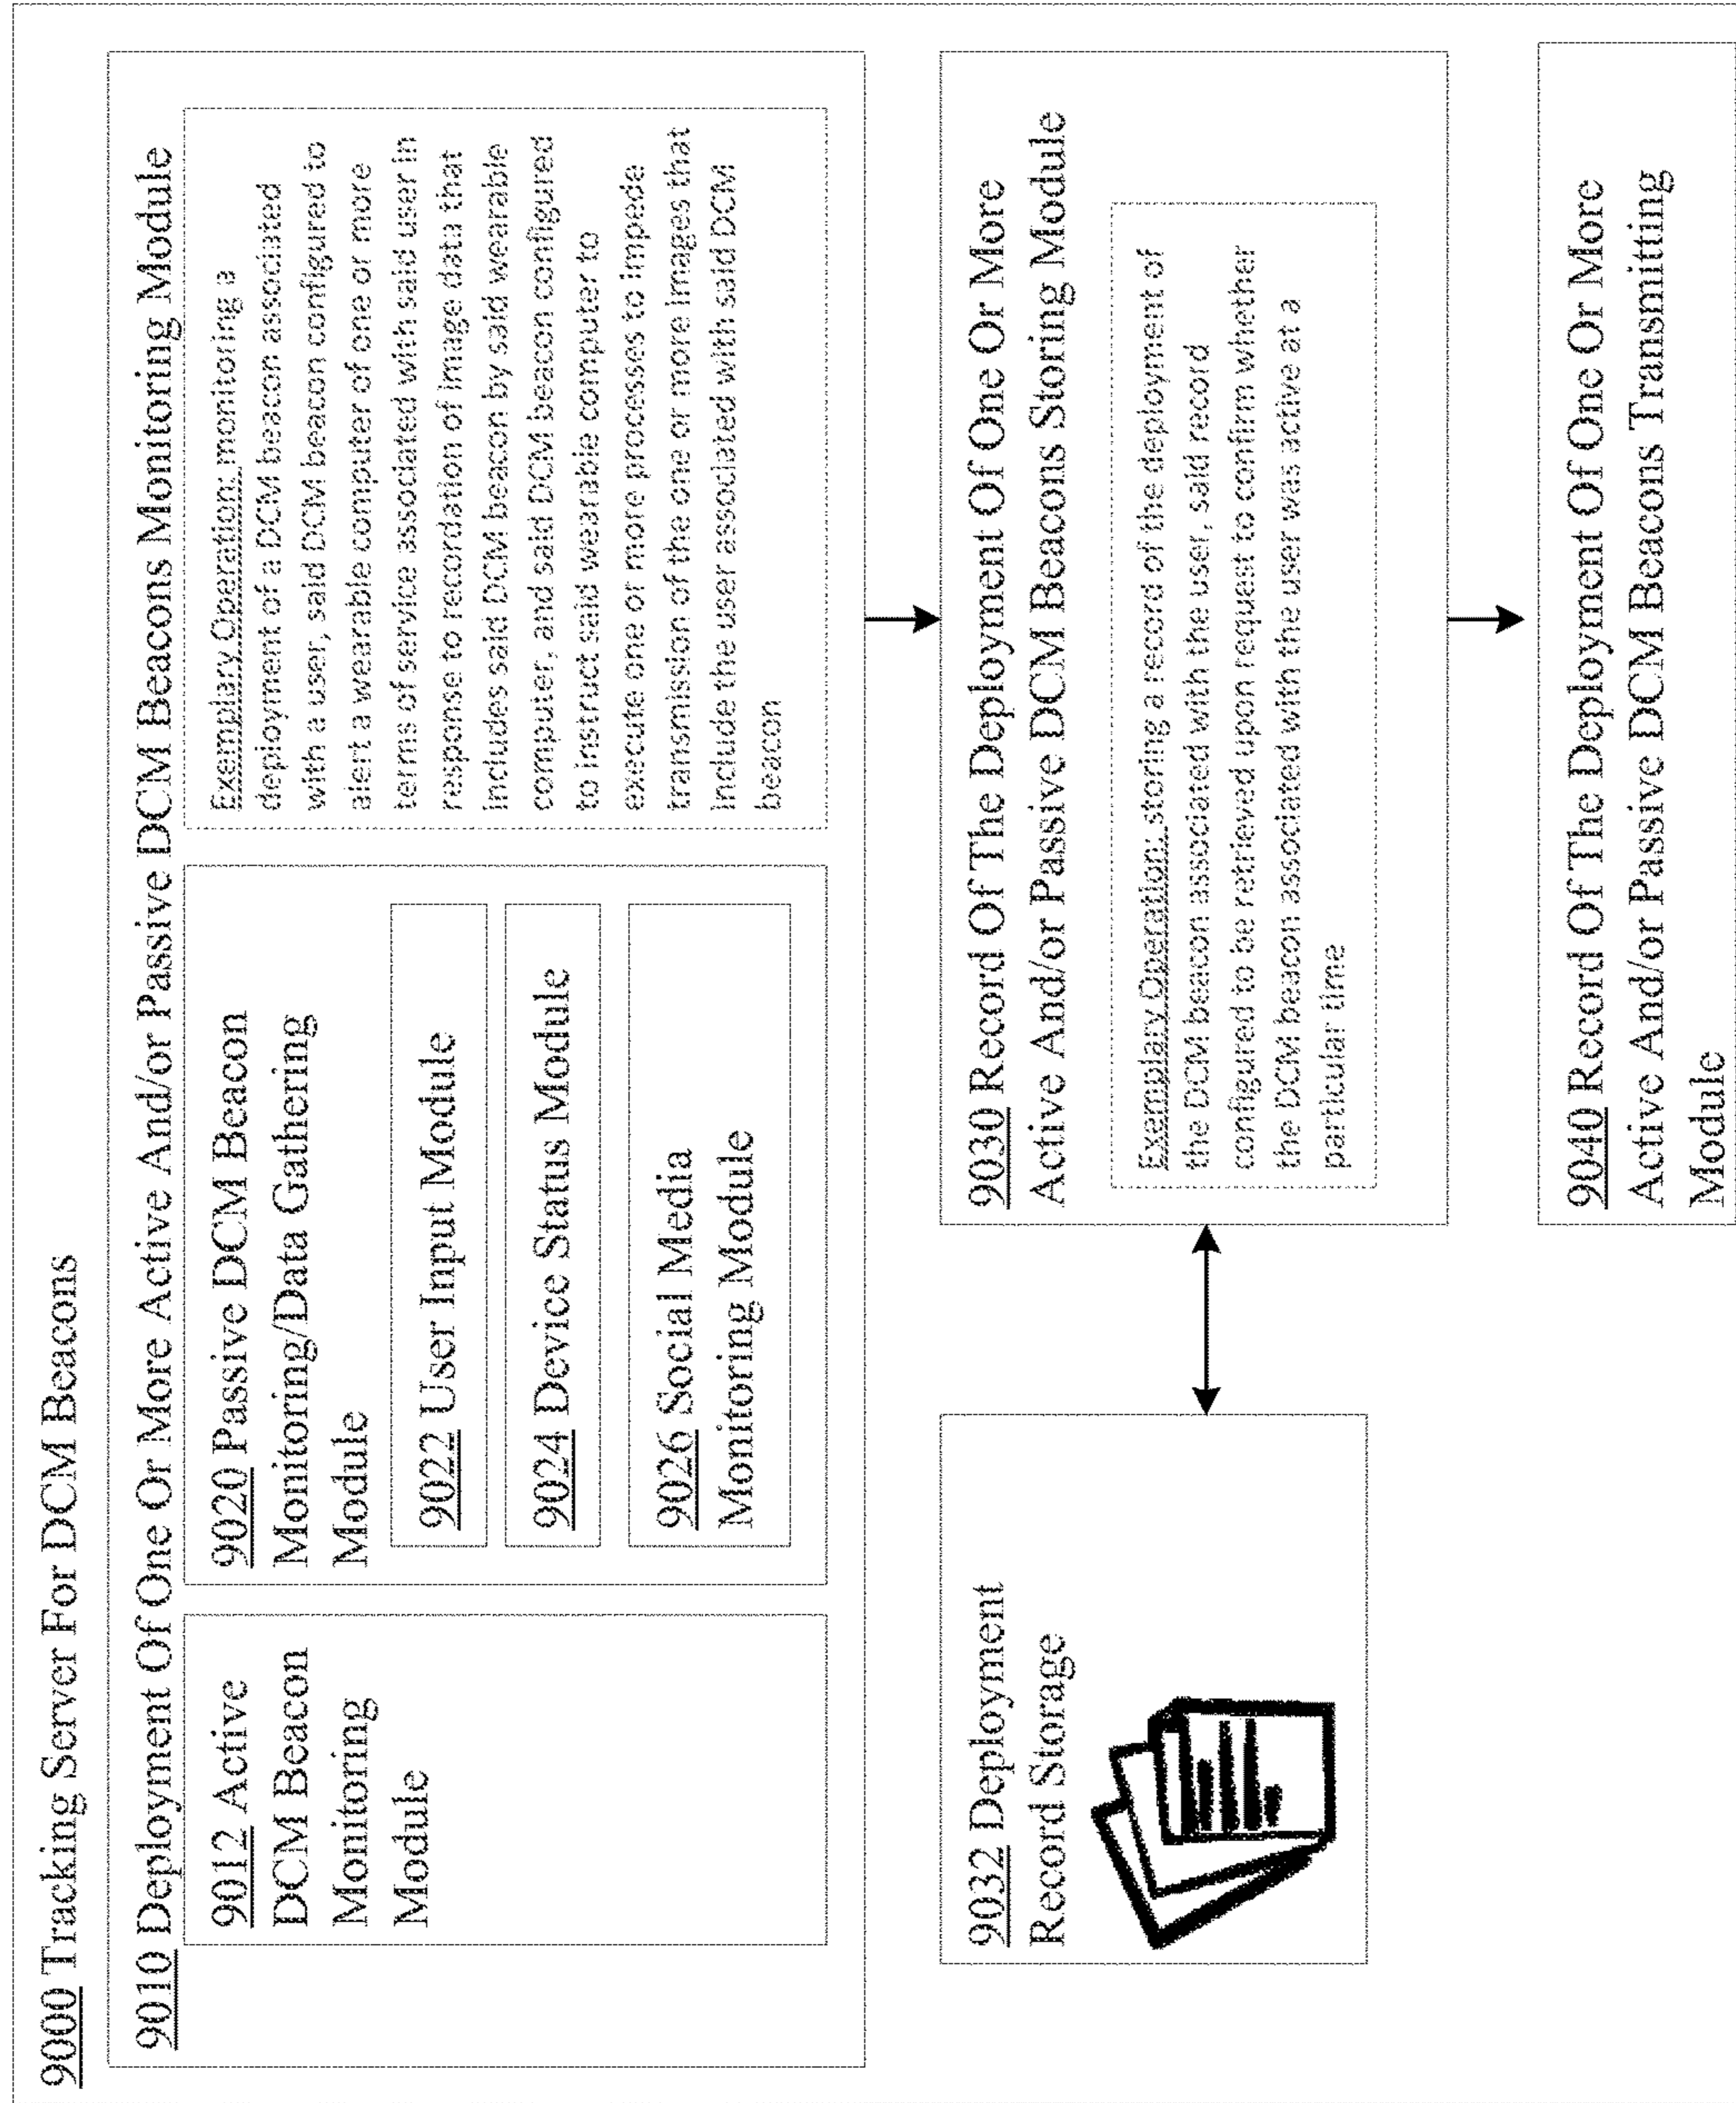 9000 Tracking Server For DCM Beacons
9010 Deployment Of One Or More Active And/or Passive DCM Beacons Monitoring Module
9012 Active
DCM Beacon
Monitoring
Module
9020 Passive DCM Beacon
Monitoring/Data Gathering
Module
9022 User Input Module
9024 Device Status Module
9026 Social Media
Monitoring Module
Exemplary Operation: monitoring a
deployment of a DCM beacon associated
with a user, said DCM beacon configured to
alert a wearable computer of one or more
terms of service associated with said user in
response to recordation of image data that
includes said DCM beacon by said wearable
computer, and said DCM beacon configured
to instruct said wearable computer to
execute one or more processes to impede
transmission of the one or more images that
include the user associated with said DCM
beacon
9032 Deployment
Record Storage
9030 Record Of The Deployment Of One Or More
Active And/or Passive DCM Beacons Storing Module
Exemplary Operation: storing a record of the deployment of
the DCM beacon associated with the user, said record
configured to be retrieved upon request to confirm whether
the DCM beacon associated with the user was active at a
particular time
9040 Record Of The Deployment Of One Or More
Active And/or Passive DCM Beacons Transmitting
Module